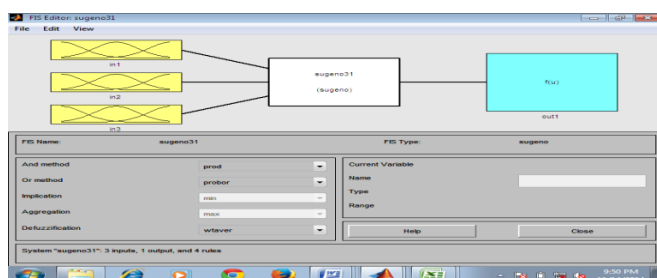 FIS Editor: sugeno31
File Edit View
in1
in2
in3
sugeno31
(sugeno)
f(u)
out1
FIS Name: sugeno31 FIS Type: sugeno
And method prod
Or method probor
Implication min
Aggregation max
Defuzzification wtaver
Current Variable
Name
Type
Range
Help Close
System "sugeno31": 3 inputs, 1 output, and 4 rules
9:50 PM